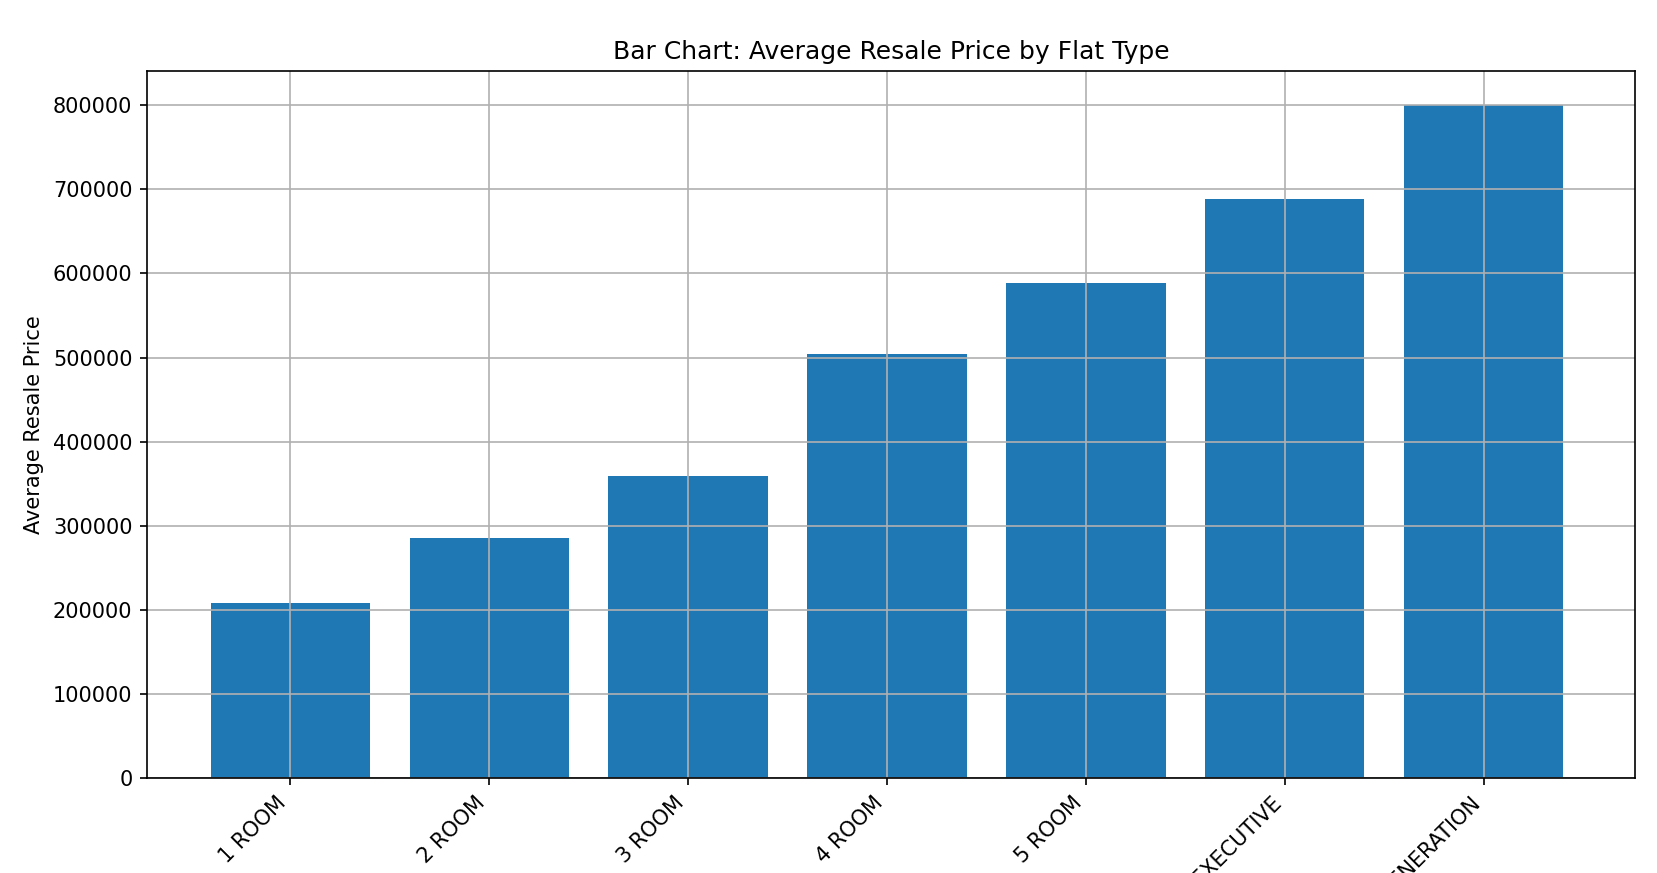 Bar Chart: Average Resale Price by Flat Type
Average Resale Price
800000
700000
600000
500000
400000
300000
200000
100000
0
1 ROOM
2 ROOM
3 ROOM
4 ROOM
5 ROOM